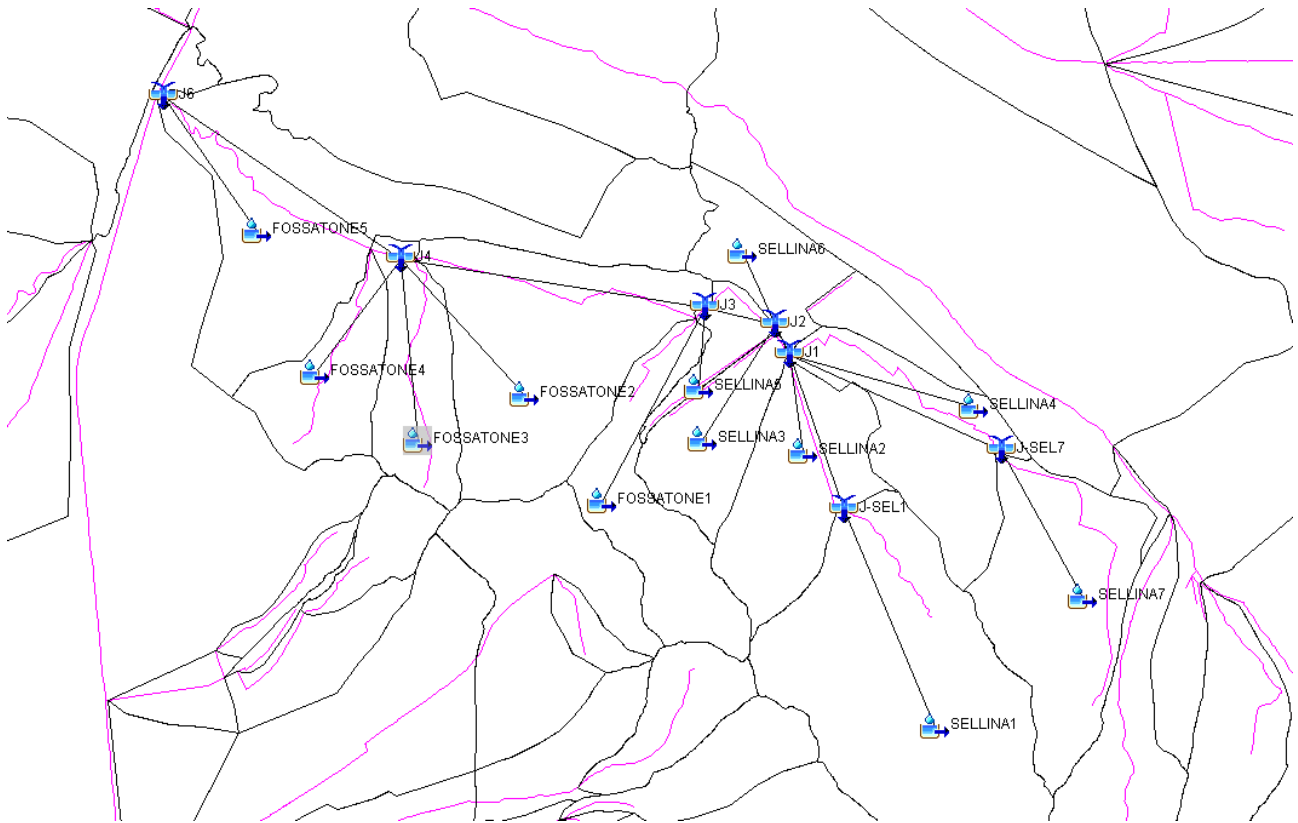 J6
FOSSATONE5
SELLINA6
J4
J3
J2
J1
FOSSATONE4
FOSSATONE2
SELLINA5
SELLINA4
FOSSATONE3
SELLINA3
SELLINA2
J-SEL7
FOSSATONE1
J-SEL1
SELLINA7
SELLINA1